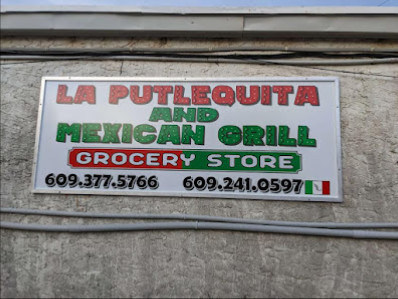 LA PUTLEQUITA
AND
MEXICAN GRILL
GROCERY STORE
609.377.5766 609.241.0597